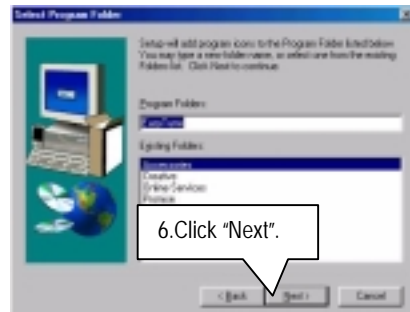 Select Program Folder
Setup will add program icons to the Program Folder listed below.
You may type a new folder name, or select one from the existing
Folders list. Click Next to continue.
Program Folders:
Existing Folders:
Accessories
Creative
Online Services
6.Click “Next”.
< Back
Next >
Cancel